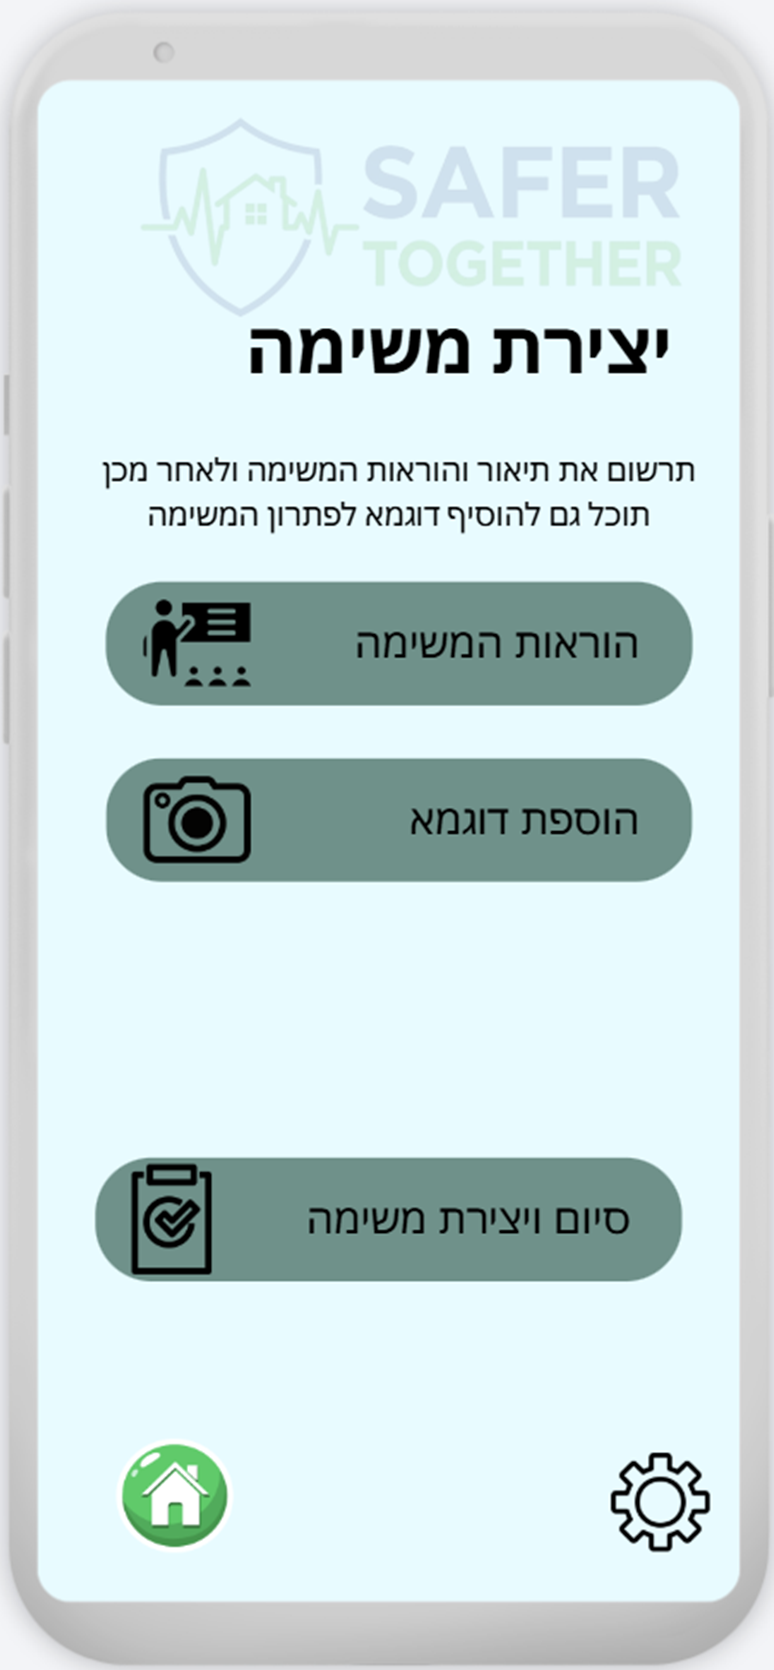 SAFER
TOGETHER
יצירת משימה
תרשום את תיאור והוראות המשימה ולאחר מכן
תוכל גם להוסיף דוגמא לפתרון המשימה
הוראות המשימה
הוספת דוגמא
סיום ויצירת משימה